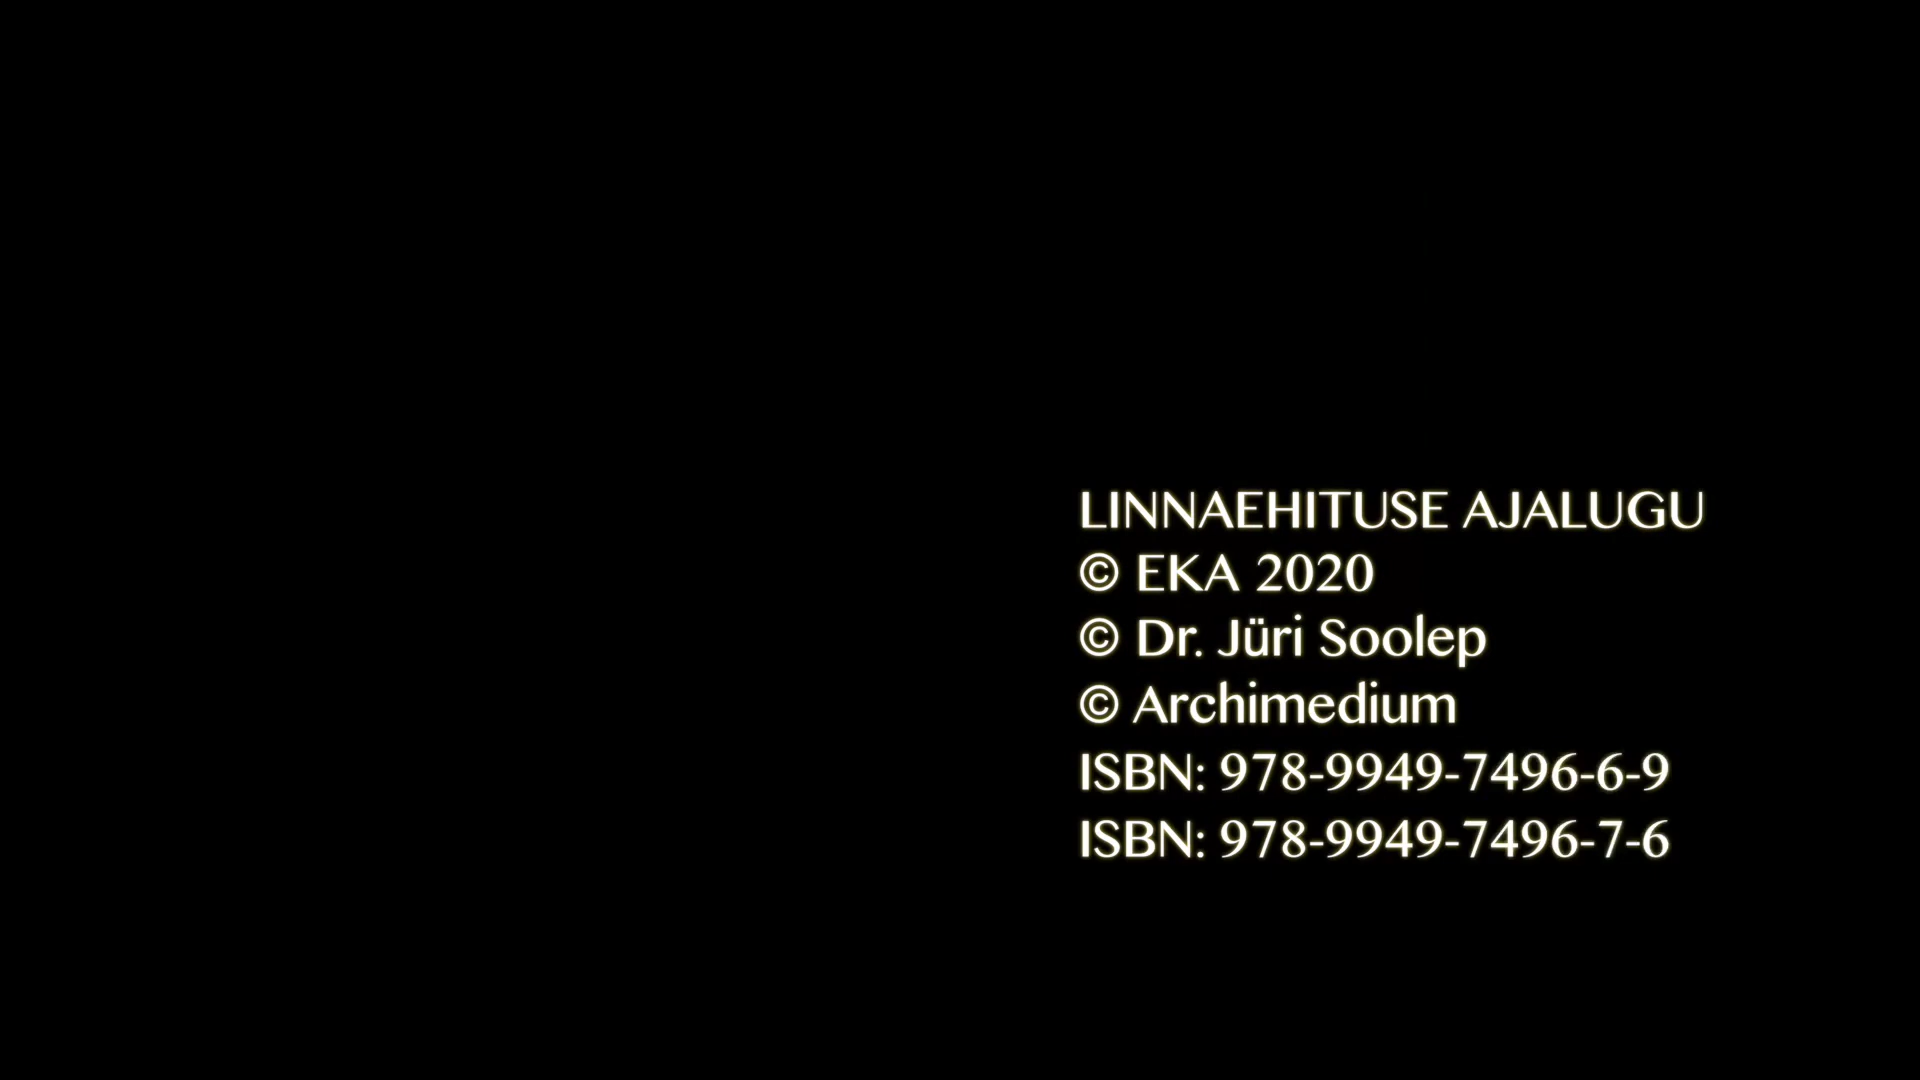 LINNAEHITUSE AJALUGU
© EKA 2020
© Dr. Jüri Soolep
© Archimedium
ISBN: 978-9949-7496-6-9
ISBN: 978-9949-7496-7-6